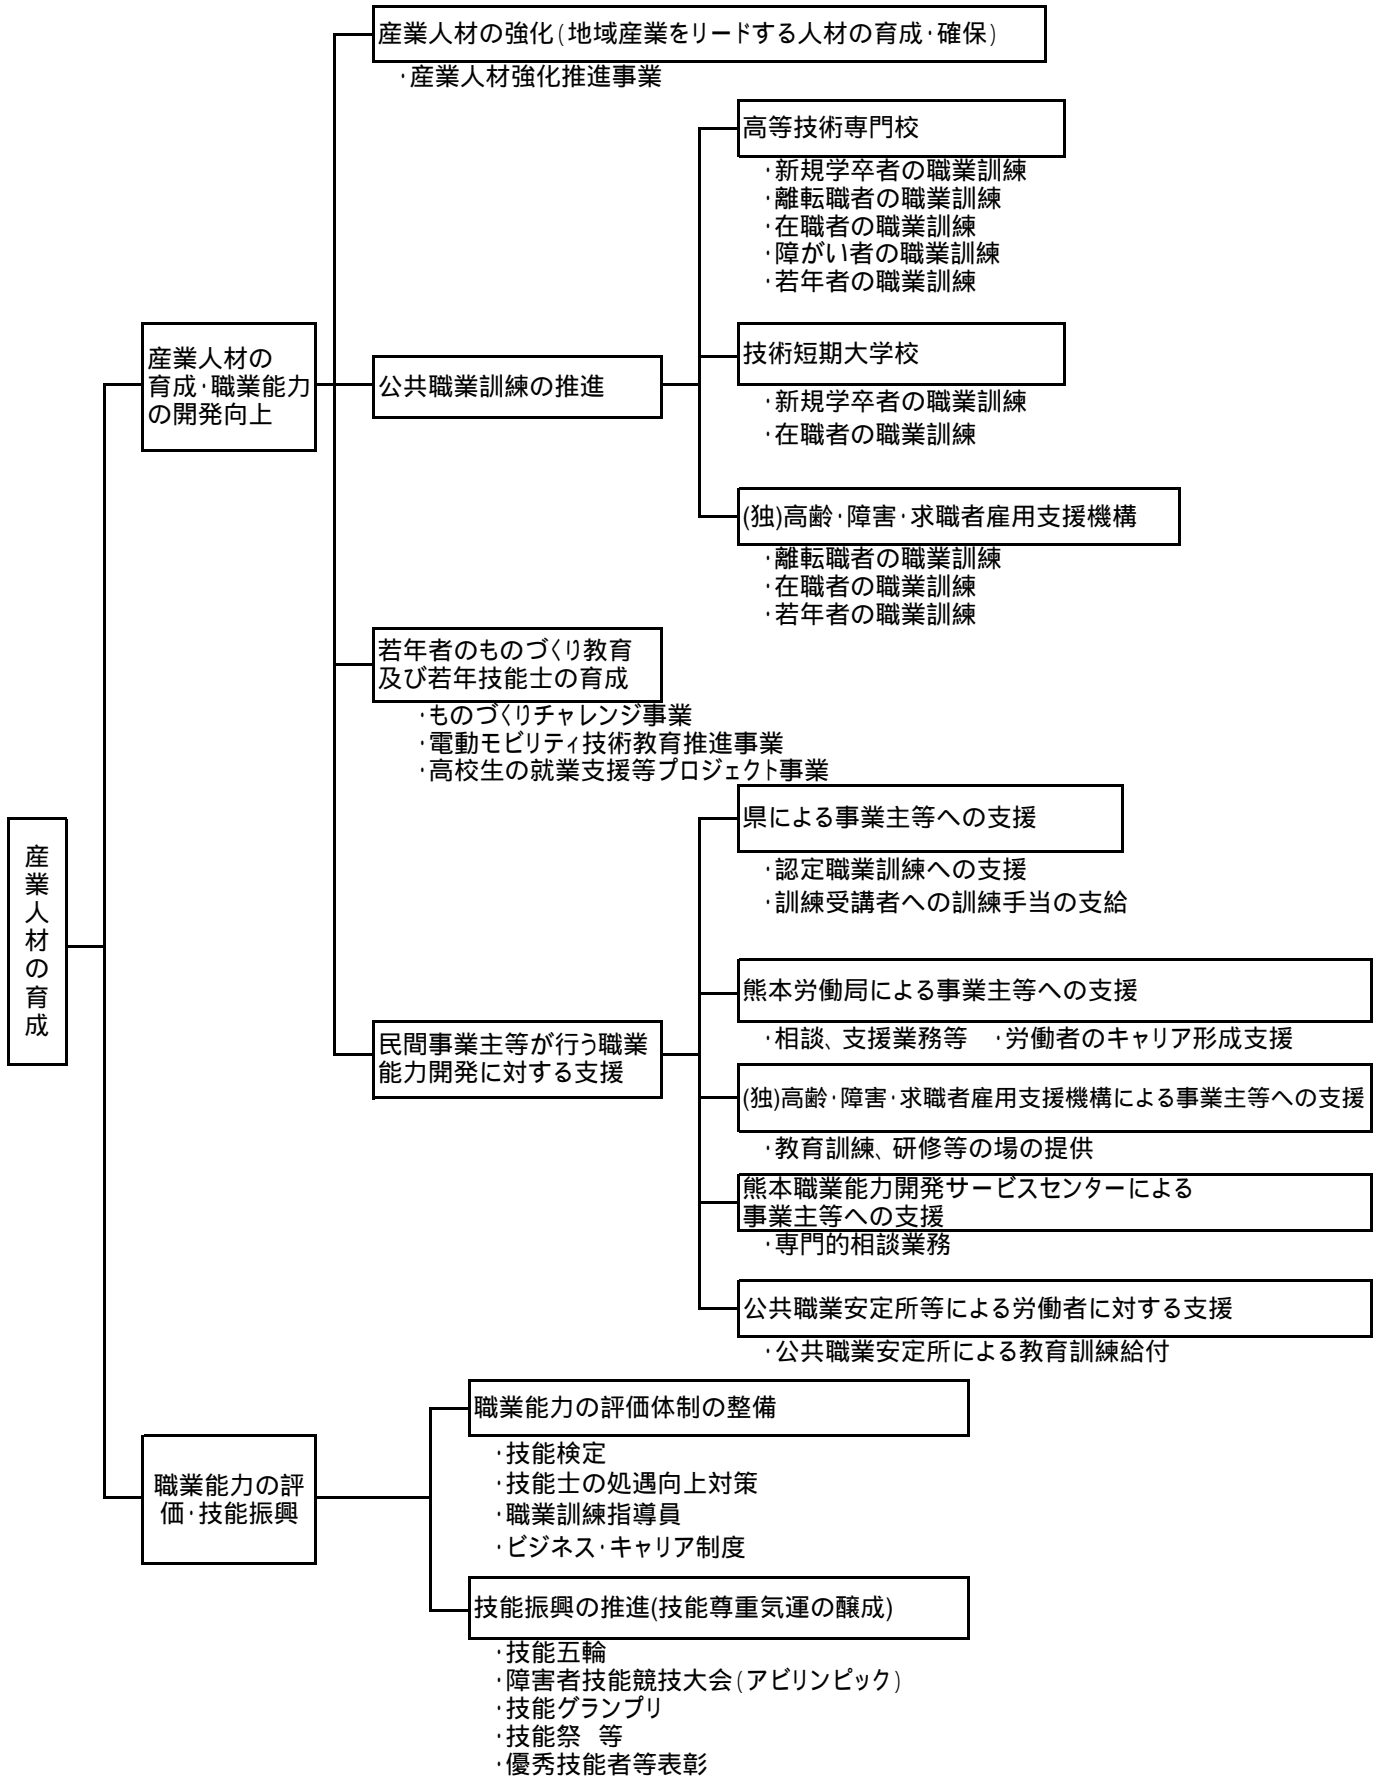 産業人材の強化(地域産業をリードする人材の育成・確保)
・産業人材強化推進事業
高等技術専門校
・新規学卒者の職業訓練
・離転職者の職業訓練
・在職者の職業訓練
・障がい者の職業訓練
・若年者の職業訓練
産業人材の
育成・職業能力
の開発向上
公共職業訓練の推進
技術短期大学校
・新規学卒者の職業訓練
・在職者の職業訓練
(独)高齢・障害・求職者雇用支援機構
・離転職者の職業訓練
・在職者の職業訓練
・若年者の職業訓練
若年者のものづくり教育
及び若年技能士の育成
・ものづくりチャレンジ事業
・電動モビリティ技術教育推進事業
・高校生の就業支援等プロジェクト事業
県による事業主等への支援
・認定職業訓練への支援
・訓練受講者への訓練手当の支給
産業人材の育成
熊本労働局による事業主等への支援
・相談、支援業務等　・労働者のキャリア形成支援
民間事業主等が行う職業
能力開発に対する支援
(独)高齢・障害・求職者雇用支援機構による事業主等への支援
・教育訓練、研修等の場の提供
熊本職業能力開発サービスセンターによる
事業主等への支援
・専門的相談業務
公共職業安定所等による労働者に対する支援
・公共職業安定所による教育訓練給付
職業能力の評価体制の整備
・技能検定
・技能士の処遇向上対策
・職業訓練指導員
・ビジネス・キャリア制度
職業能力の評
価・技能振興
技能振興の推進(技能尊重気運の醸成)
・技能五輪
・障害者技能競技大会(アビリンピック)
・技能グランプリ
・技能祭　等
・優秀技能者等表彰